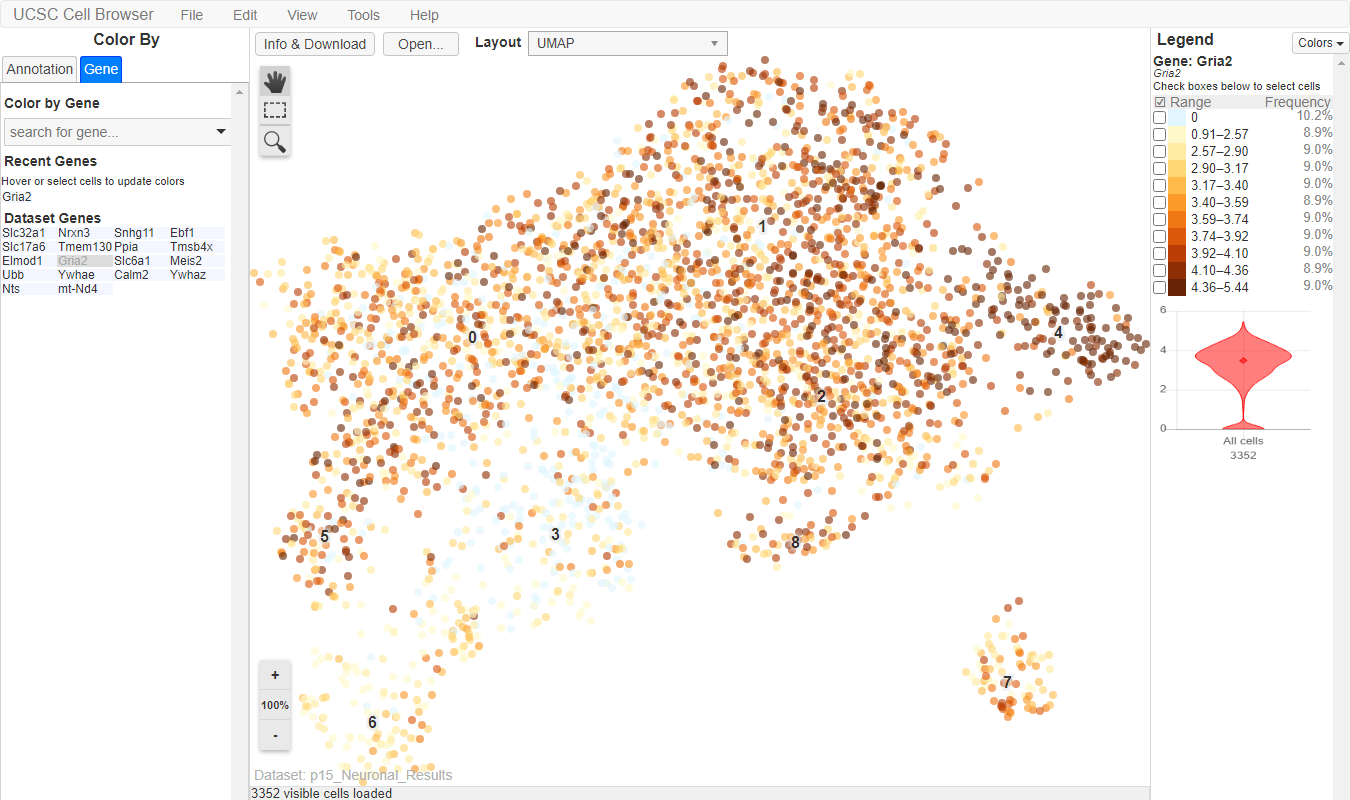 UCSC Cell Browser File Edit View Tools Help
Color By
Annotation Gene
Color by Gene
search for gene...
Recent Genes
Hover or select cells to update colors
Gria2
Dataset Genes
Slc32a1 Nrxn3 Snhg11 Ebf1
Slc17a6 Tmem130 Ppia Tmsb4x
Elmod1 Gria2 Slc6a1 Meis2
Ubb Ywhae Calm2 Ywhaz
Nts mt-Nd4
Info & Download Open... Layout UMAP
1
0
4
2
5
3
8
7
6
+
100%
-
Dataset: p15_Neuronal_Results
3352 visible cells loaded
Legend Colors
Gene: Gria2
Gria2
Check boxes below to select cells
Range Frequency
0 10.2%
0.91–2.57 8.9%
2.57–2.90 9.0%
2.90–3.17 9.0%
3.17–3.40 9.0%
3.40–3.59 8.9%
3.59–3.74 9.0%
3.74–3.92 9.0%
3.92–4.10 9.0%
4.10–4.36 8.9%
4.36–5.44 9.0%
6
4
2
0
All cells
3352